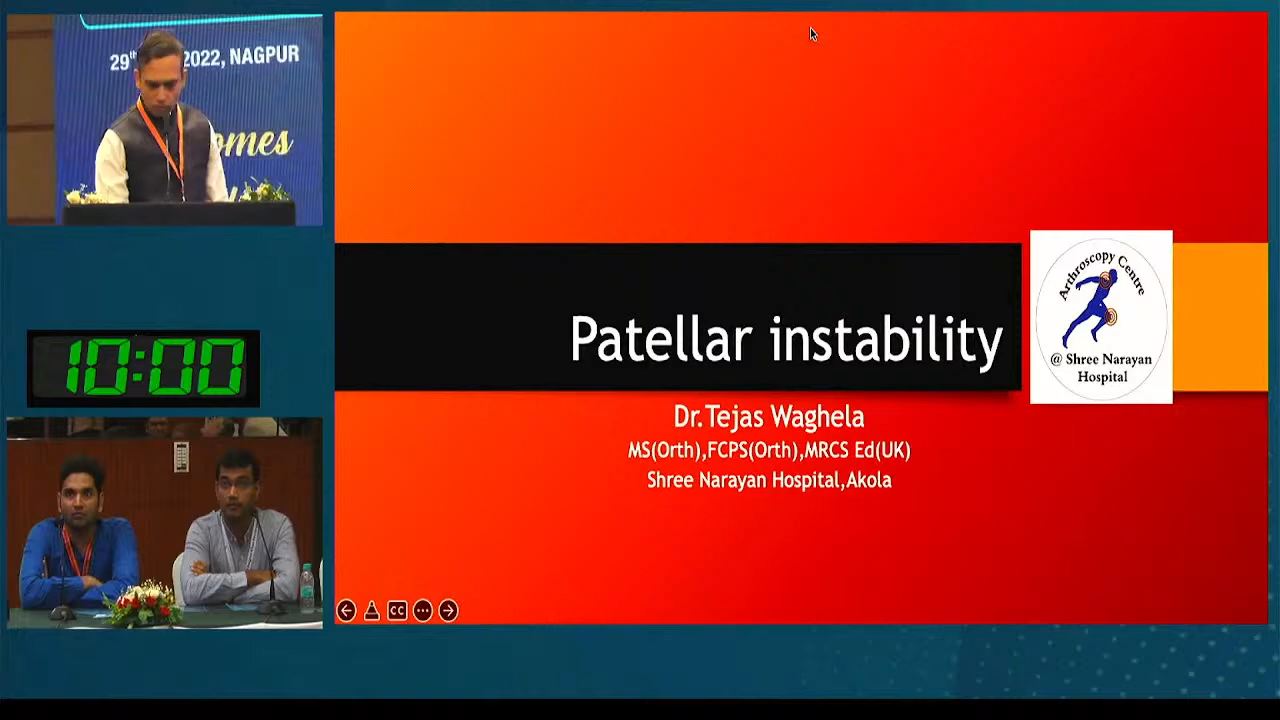 29th 2022, NAGPUR
omes
10:00
Patellar instability
Arthroscopy Centre
@ Shree Narayan
Hospital
Dr.Tejas Waghela
MS(Orth),FCPS(Orth),MRCS Ed(UK)
Shree Narayan Hospital,Akola
CC